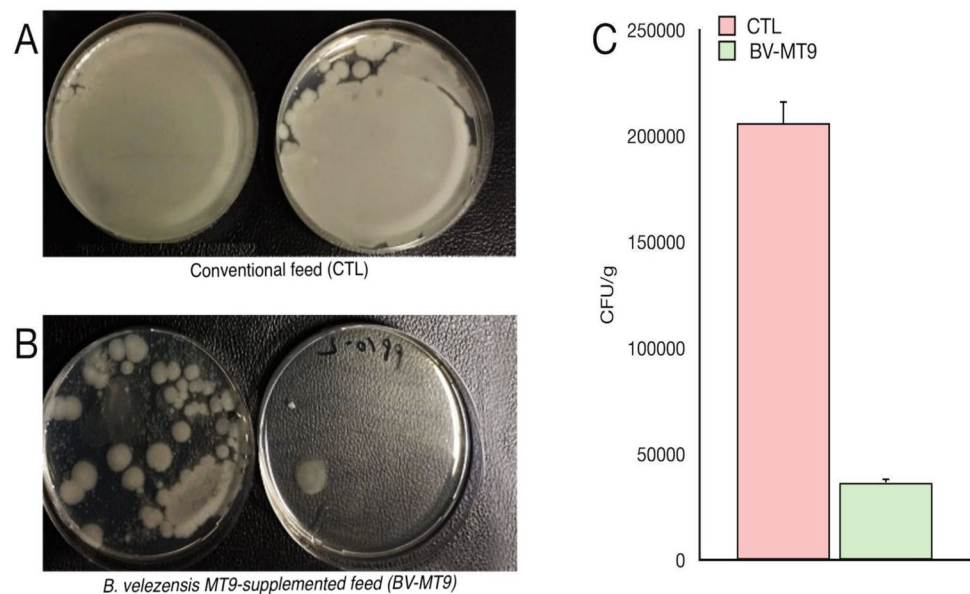 A
Conventional feed (CTL)
B
B. velezensis MT9-supplemented feed (BV-MT9)
C
CTL
BV-MT9
CFU/g
250000
200000
150000
100000
50000
0